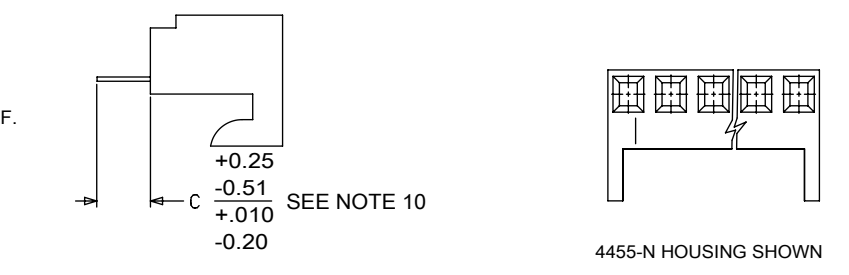 F.
+0.25
-0.51
C SEE NOTE 10
+.010
-0.20
4455-N HOUSING SHOWN